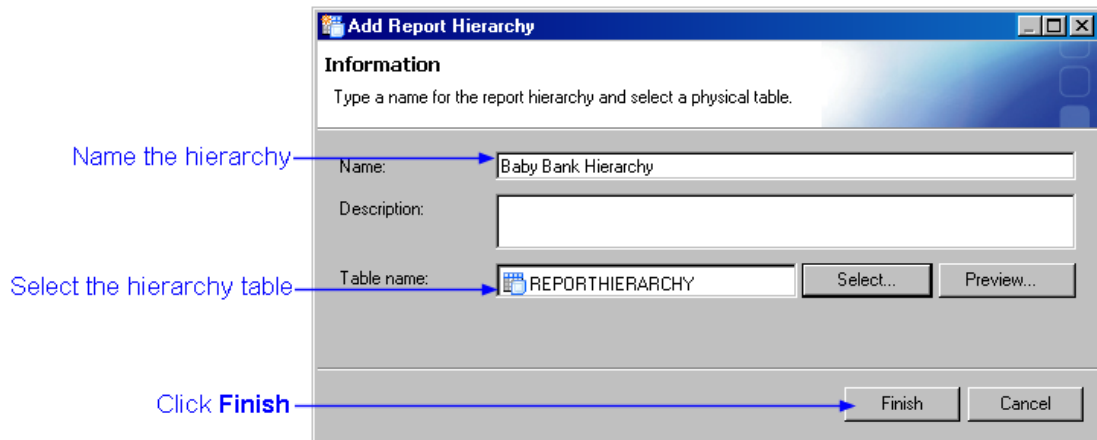 Add Report Hierarchy
Information
Type a name for the report hierarchy and select a physical table.
Name the hierarchy
Name:
Baby Bank Hierarchy
Description:
Select the hierarchy table
Table name:
REPORTHIERARCHY
Select...
Preview...
Click Finish
Finish
Cancel